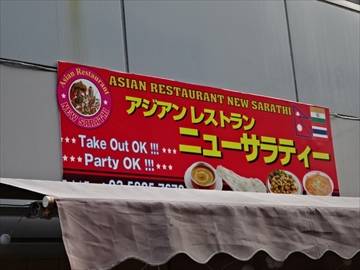 Asian Restaurant
NEW SARATHI
ASIAN RESTAURANT NEW SARATHI
アジアン レストラン
ニューサラティー
***Take Out OK !!!***
***Party OK !!!***